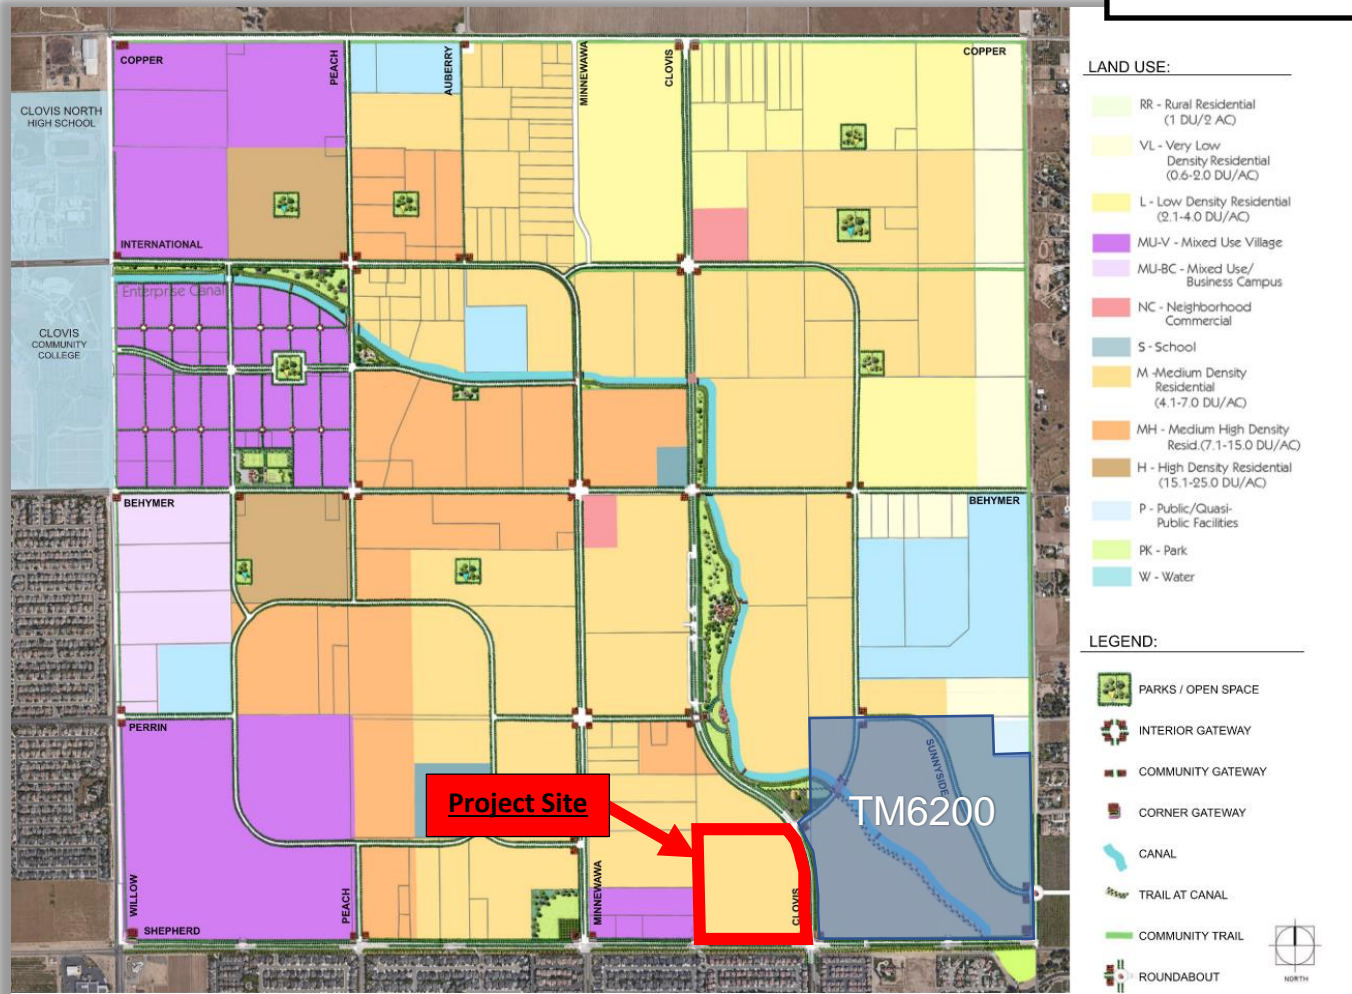 COPPER
PEACH
AUBERRY
MINNEWAWA
CLOVIS
COPPER
CLOVIS NORTH
HIGH SCHOOL
INTERNATIONAL
Enterprise Canal
CLOVIS
COMMUNITY
COLLEGE
BEHYMER
BEHYMER
PERRIN
SUNNYSIDE
TM6200
Project Site
WILLOW
SHEPHERD
PEACH
MINNEWAWA
CLOVIS
LAND USE:
RR - Rural Residential
(1 DU/2 AC)
VL - Very Low
Density Residential
(0.6-2.0 DU/AC)
L - Low Density Residential
(2.1-4.0 DU/AC)
MU-V - Mixed Use Village
MU-BC - Mixed Use/
Business Campus
NC - Neighborhood
Commercial
S - School
M -Medium Density
Residential
(4.1-7.0 DU/AC)
MH - Medium High Density
Resid.(7.1-15.0 DU/AC)
H - High Density Residential
(15.1-25.0 DU/AC)
P - Public/Quasi-
Public Facilities
PK - Park
W - Water
LEGEND:
PARKS / OPEN SPACE
INTERIOR GATEWAY
COMMUNITY GATEWAY
CORNER GATEWAY
CANAL
TRAIL AT CANAL
COMMUNITY TRAIL
ROUNDABOUT
NORTH